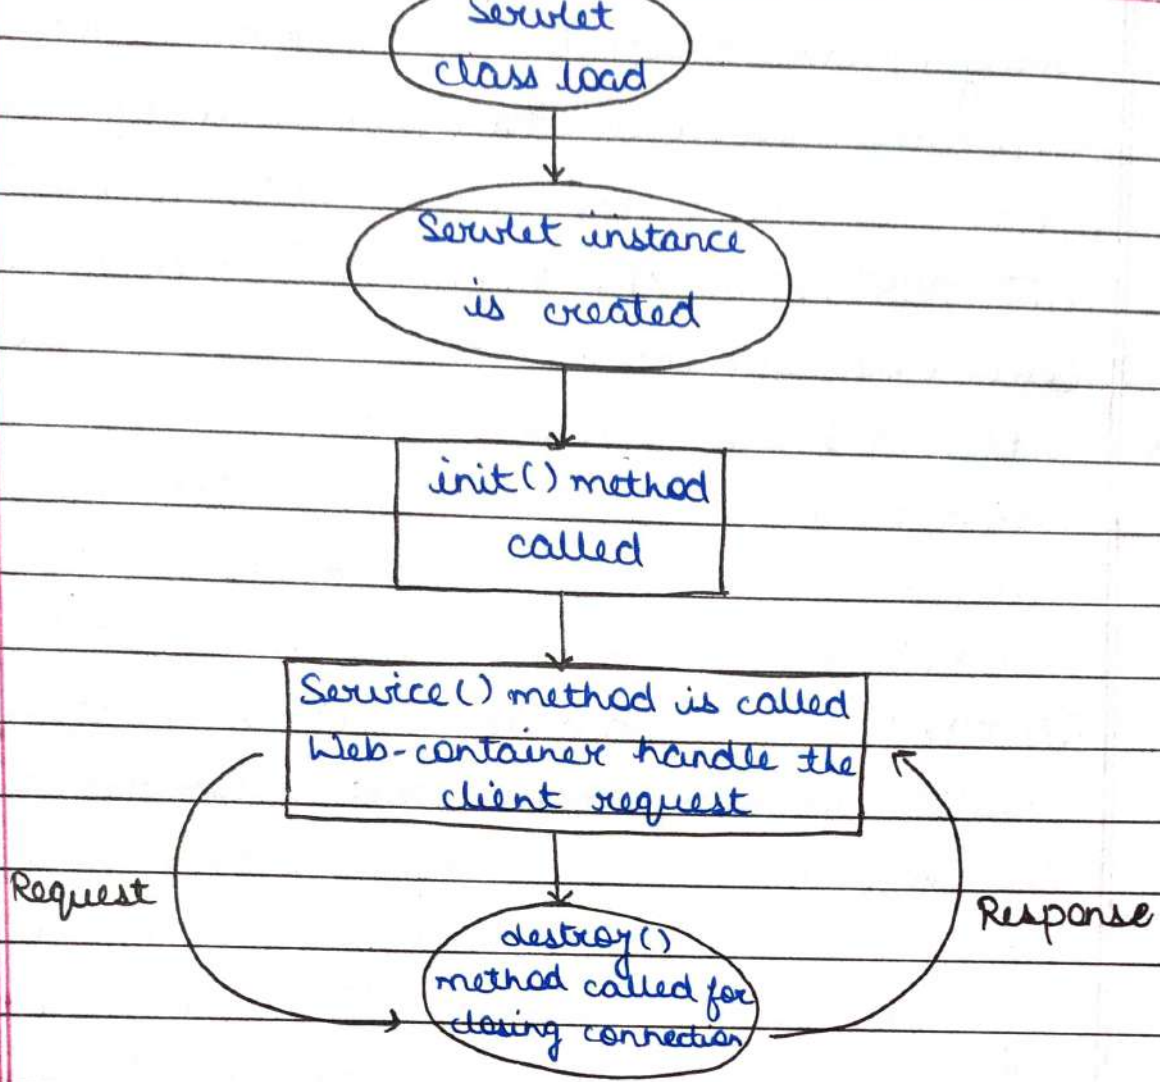 Servlet
class load
Servlet instance
is created
init() method
called
Service() method is called
Web-container handle the
client request
Request
Response
destroy()
method called for
closing connection